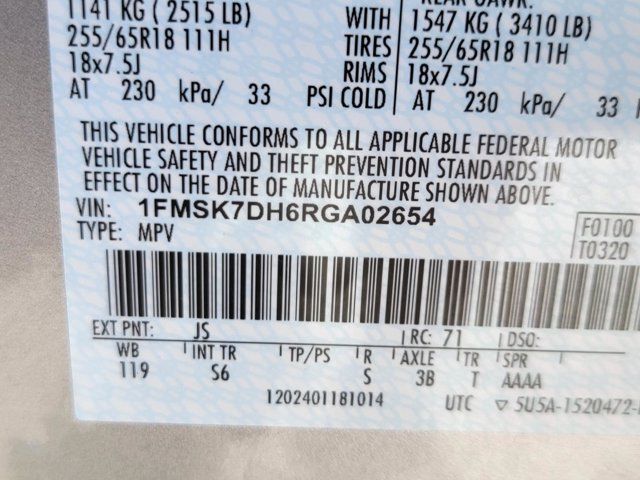 1141 KG ( 2515 LB) WITH 1547 KG ( 3410 LB)
255/65R18 111H TIRES 255/65R18 111H
18x7.5J RIMS 18x7.5J
AT 230 kPa/ 33 PSI COLD AT 230 kPa/ 33
THIS VEHICLE CONFORMS TO ALL APPLICABLE FEDERAL MOTOR
VEHICLE SAFETY AND THEFT PREVENTION STANDARDS IN
EFFECT ON THE DATE OF MANUFACTURE SHOWN ABOVE.
VIN: 1FMSK7DH6RGA02654
TYPE: MPV
F0100
T0320
EXT PNT: JS RC: 71 DSO:
WB INT TR TP/PS R AXLE TR SPR
119 S6 S 3B T AAAA
1202401181014 UTC ▽ 5U5A-1520472-